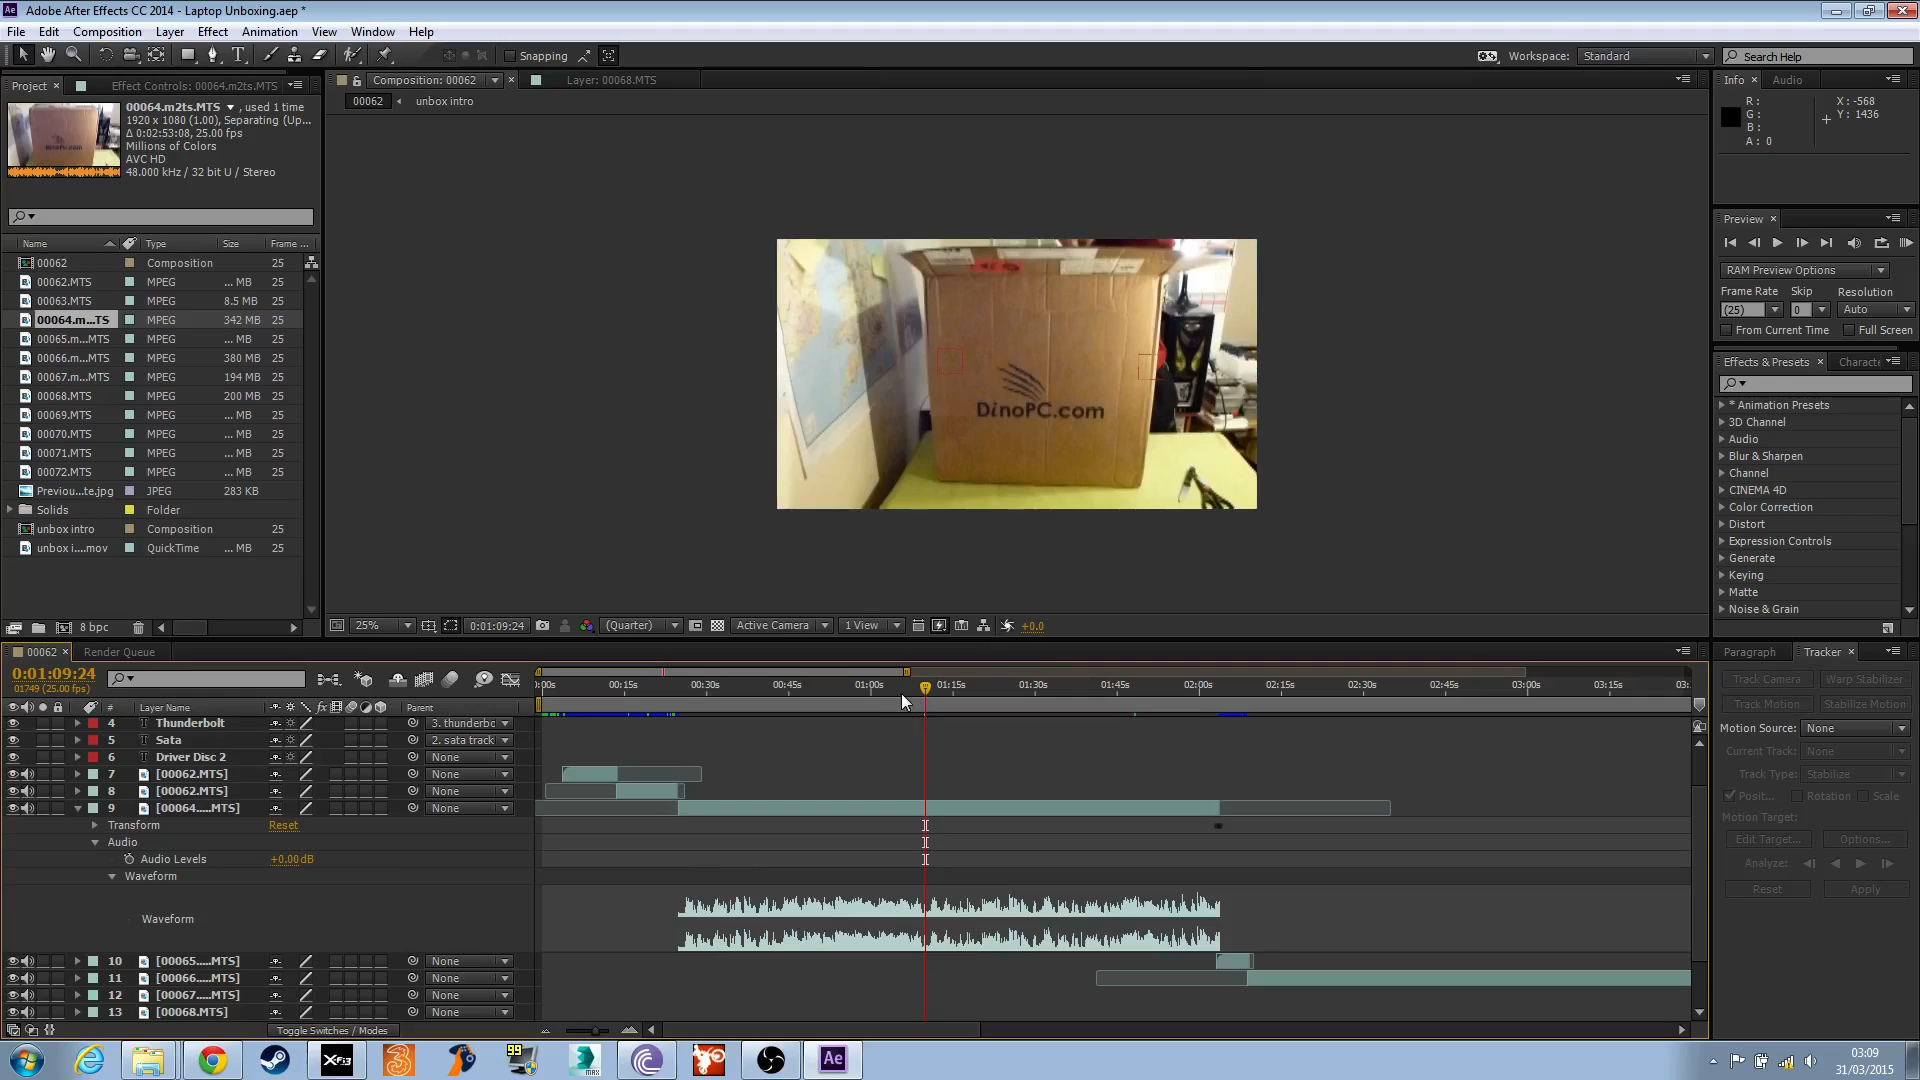 Adobe After Effects CC 2014 - Laptop Unboxing.aep *
File Edit Composition Layer Effect Animation View Window Help
Snapping
Workspace: Standard
Search Help
Project
Effect Controls: 00064.m2ts.MTS
Composition: 00062
Layer: 00068.MTS
Info
Audio
00062 unbox intro
00064.m2ts.MTS , used 1 time
1920 x 1080 (1.00), Separating (Up...
Δ 0:02:53:08, 25.00 fps
Millions of Colors
AVC HD
48.000 kHz / 32 bit U / Stereo
R :
G :
B :
A : 0
X : -568
Y : 1436
Name Type Size Frame ...
00062 Composition 25
00062.MTS MPEG ... MB 25
00063.MTS MPEG 8.5 MB 25
00064.m...TS MPEG 342 MB 25
00065.m...MTS MPEG ... MB 25
00066.m...MTS MPEG 380 MB 25
00067.m...MTS MPEG 194 MB 25
00068.MTS MPEG 200 MB 25
00069.MTS MPEG ... MB 25
00070.MTS MPEG ... MB 25
00071.MTS MPEG ... MB 25
00072.MTS MPEG ... MB 25
Previou...te.jpg JPEG 283 KB
Solids Folder
unbox intro Composition 25
unbox i....mov QuickTime ... MB 25
8 bpc
DinoPC.com
25% 0:01:09:24 (Quarter) Active Camera 1 View +0.0
Preview
RAM Preview Options
Frame Rate Skip Resolution
(25) 0 Auto
From Current Time Full Screen
Effects & Presets
* Animation Presets
3D Channel
Audio
Blur & Sharpen
Channel
CINEMA 4D
Color Correction
Distort
Expression Controls
Generate
Keying
Matte
Noise & Grain
00062 Render Queue
0:01:09:24
01749 (25.00 fps)
:00s 00:15s 00:30s 00:45s 01:00s 01:15s 01:30s 01:45s 02:00s 02:15s 02:30s 02:45s 03:00s 03:15s 03:
# Layer Name Parent
4 Thunderbolt 3. thunderbc
5 Sata 2. sata track
6 Driver Disc 2 None
7 [00062.MTS] None
8 [00062.MTS] None
9 [00064.....MTS] None
Transform Reset
Audio
Audio Levels +0.00dB
Waveform
Waveform
10 [00065.....MTS] None
11 [00066.....MTS] None
12 [00067.....MTS] None
13 [00068.MTS] None
Toggle Switches / Modes
Paragraph Tracker
Track Camera Warp Stabilizer
Track Motion Stabilize Motion
Motion Source: None
Current Track: None
Track Type: Stabilize
Posit... Rotation Scale
Motion Target:
Edit Target... Options...
Analyze:
Reset Apply
99
MAX
Ae
03:09
31/03/2015